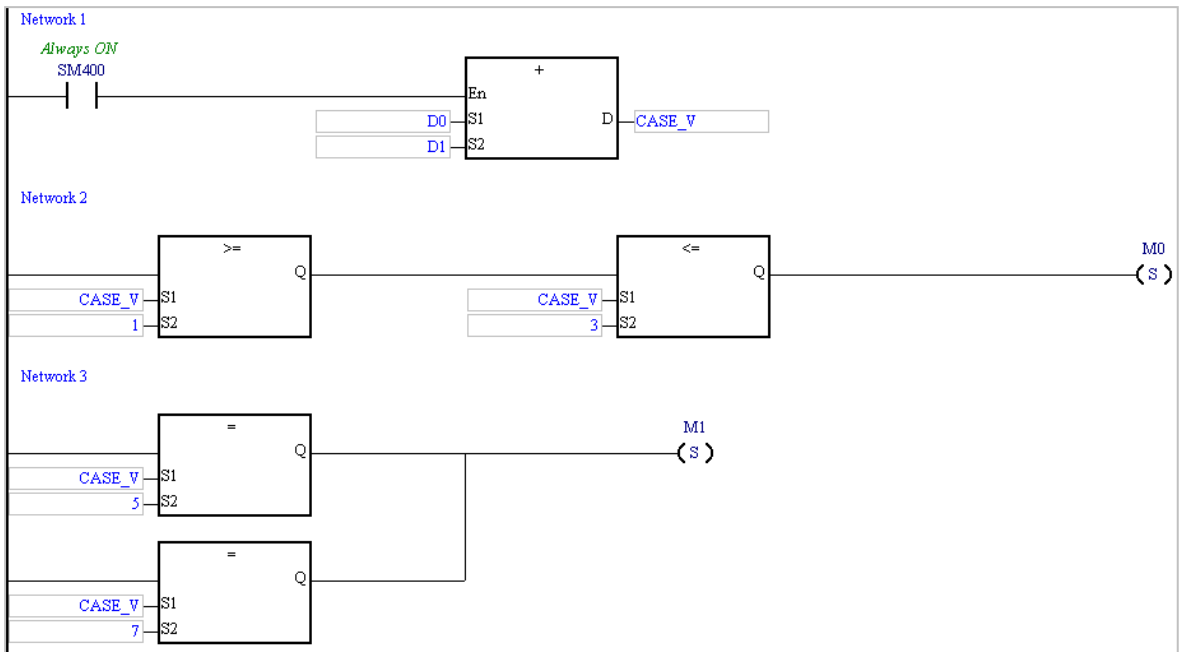 Network 1
Always ON
SM400
+
En
D0 S1 D CASE_V
D1 S2
Network 2
>= <= M0
Q Q ( S )
CASE_V S1 CASE_V S1
1 S2 3 S2
Network 3
= M1
Q ( S )
CASE_V S1
5 S2
=
Q
CASE_V S1
7 S2